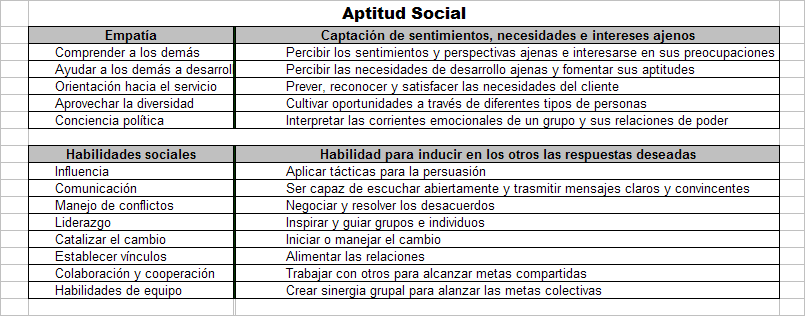 Aptitud Social
Empatía Captación de sentimientos, necesidades e intereses ajenos
Comprender a los demás Percibir los sentimientos y perspectivas ajenas e interesarse en sus preocupaciones
Ayudar a los demás a desarrol Percibir las necesidades de desarrollo ajenas y fomentar sus aptitudes
Orientación hacia el servicio Prever, reconocer y satisfacer las necesidades del cliente
Aprovechar la diversidad Cultivar oportunidades a través de diferentes tipos de personas
Conciencia política Interpretar las corrientes emocionales de un grupo y sus relaciones de poder
Habilidades sociales Habilidad para inducir en los otros las respuestas deseadas
Influencia Aplicar tácticas para la persuasión
Comunicación Ser capaz de escuchar abiertamente y trasmitir mensajes claros y convincentes
Manejo de conflictos Negociar y resolver los desacuerdos
Liderazgo Inspirar y guiar grupos e individuos
Catalizar el cambio Iniciar o manejar el cambio
Establecer vínculos Alimentar las relaciones
Colaboración y cooperación Trabajar con otros para alcanzar metas compartidas
Habilidades de equipo Crear sinergia grupal para alanzar las metas colectivas